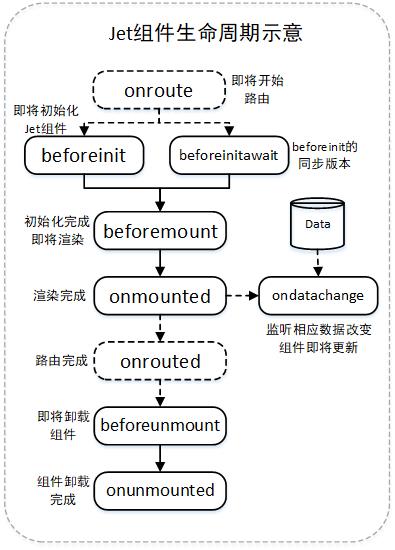 Jet组件生命周期示意
onroute
即将开始
路由
即将初始化
Jet组件
beforeinit
beforeinitawait
beforeinit的
同步版本
初始化完成
即将渲染
beforemount
Data
渲染完成
onmounted
ondatachange
监听相应数据改变
组件即将更新
路由完成
onrouted
即将卸载
组件
beforeunmount
组件卸载
完成
onunmounted